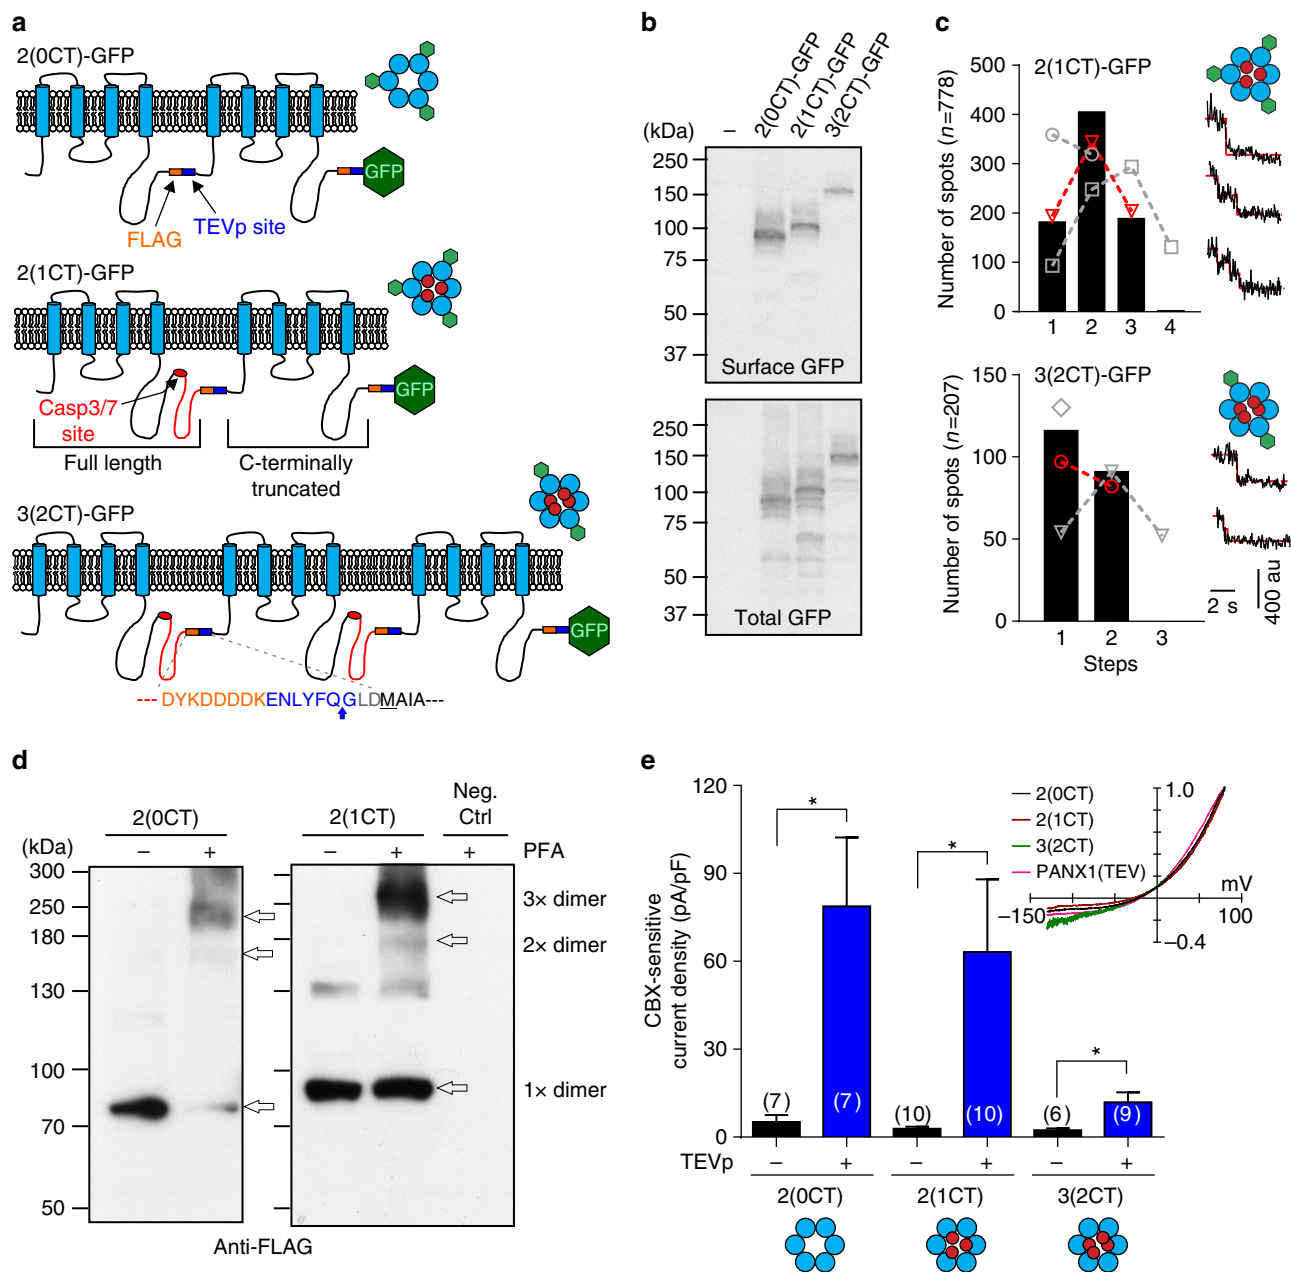 a
2(0CT)-GFP
GFP
FLAG
TEVp site
2(1CT)-GFP
GFP
Casp3/7
site
Full length
C-terminally
truncated
3(2CT)-GFP
GFP
--- DYKDDDDKENLYFQGLDMAIA---
b
(kDa)
–
2(0CT)-GFP
2(1CT)-GFP
3(2CT)-GFP
250
150
100
75
50
37
Surface GFP
250
150
100
75
50
37
Total GFP
c
2(1CT)-GFP
Number of spots (n=778)
500
400
300
200
100
0
1 2 3 4
3(2CT)-GFP
Number of spots (n=207)
150
100
50
0
1 2 3
Steps
2 s
400 au
d
2(0CT)
2(1CT)
Neg.
Ctrl
(kDa)
– + – + + PFA
300
250
180
130
100
70
50
3× dimer
2× dimer
1× dimer
Anti-FLAG
e
CBX-sensitive
current density (pA/pF)
120
90
60
30
0
* * *
(7) (7) (10) (10) (6) (9)
TEVp – + – + – +
2(0CT) 2(1CT) 3(2CT)
2(0CT)
2(1CT)
3(2CT)
PANX1(TEV)
1.0
mV
–150
100
–0.4